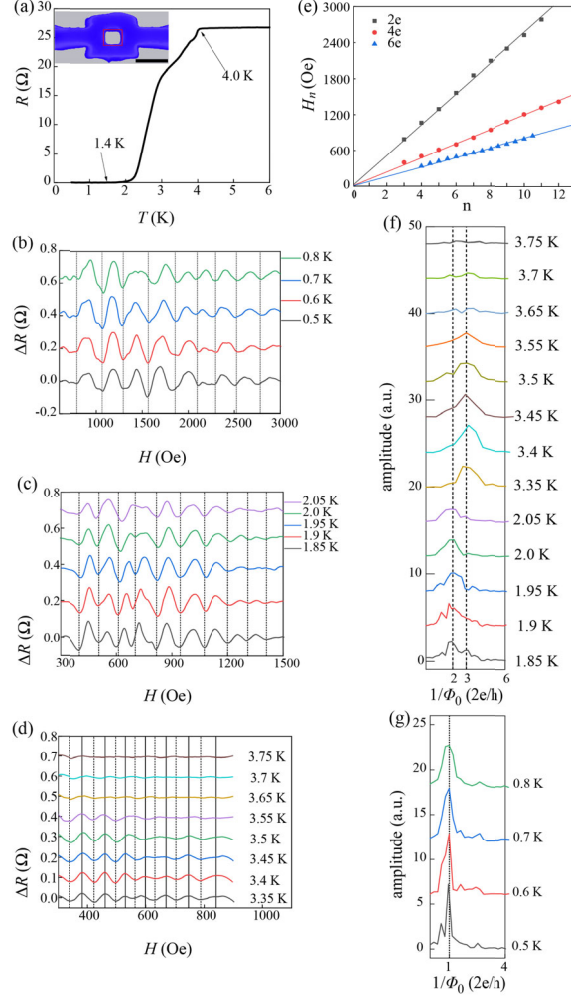 (a)
R (Ω)
30
25
20
15
10
5
0
1.4 K
4.0 K
0 1 2 3 4 5 6
T (K)
(b)
ΔR (Ω)
0.8
0.6
0.4
0.2
0.0
-0.2
0.8 K
0.7 K
0.6 K
0.5 K
1000 1500 2000 2500 3000
H (Oe)
(c)
ΔR (Ω)
0.8
0.6
0.4
0.2
0.0
2.05 K
2.0 K
1.95 K
1.9 K
1.85 K
300 600 900 1200 1500
H (Oe)
(d)
ΔR (Ω)
0.8
0.7
0.6
0.5
0.4
0.3
0.2
0.1
0.0
3.75 K
3.7 K
3.65 K
3.55 K
3.5 K
3.45 K
3.4 K
3.35 K
400 600 800 1000
H (Oe)
(e)
Hn (Oe)
3000
2400
1800
1200
600
0
2e
4e
6e
0 2 4 6 8 10 12
n
(f)
amplitude (a.u.)
50
40
30
20
10
0
3.75 K
3.7 K
3.65 K
3.55 K
3.5 K
3.45 K
3.4 K
3.35 K
2.05 K
2.0 K
1.95 K
1.9 K
1.85 K
2 3 6
1/Φ0 (2e/h)
(g)
amplitude (a.u.)
25
20
15
10
5
0
0.8 K
0.7 K
0.6 K
0.5 K
1 4
1/Φ0 (2e/h)